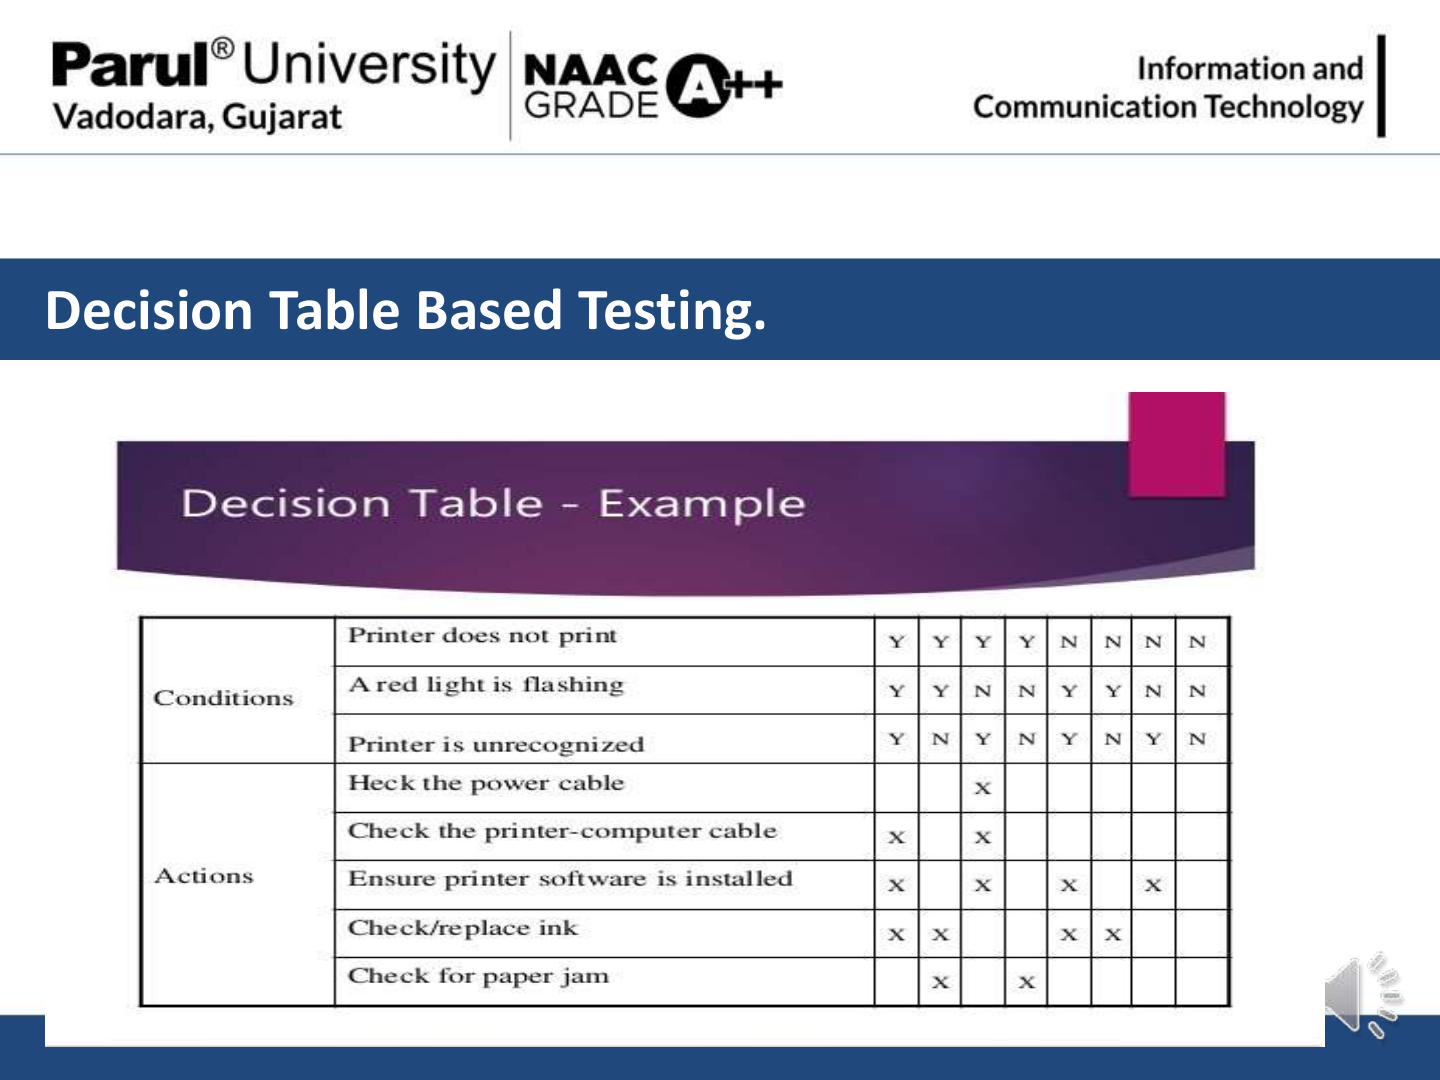 Parul® University
Vadodara, Gujarat
NAAC
GRADE A++
Information and
Communication Technology
Decision Table Based Testing.
Decision Table - Example
Conditions
Printer does not print Y Y Y Y N N N N
A red light is flashing Y Y N N Y Y N N
Printer is unrecognized Y N Y N Y N Y N
Actions
Heck the power cable X
Check the printer-computer cable X X
Ensure printer software is installed X X X X
Check/replace ink X X X X
Check for paper jam X X